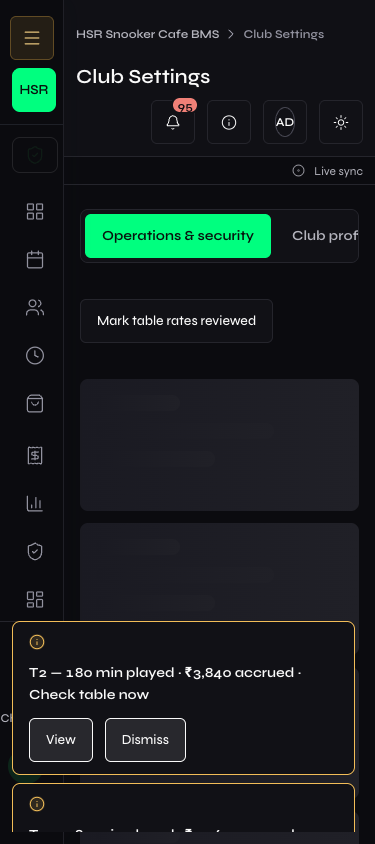 HSR Snooker Cafe BMS > Club Settings
HSR
Club Settings
95
AD
Live sync
Operations & security
Club prof
Mark table rates reviewed
T2 — 180 min played · ₹3,840 accrued ·
Check table now
View
Dismiss